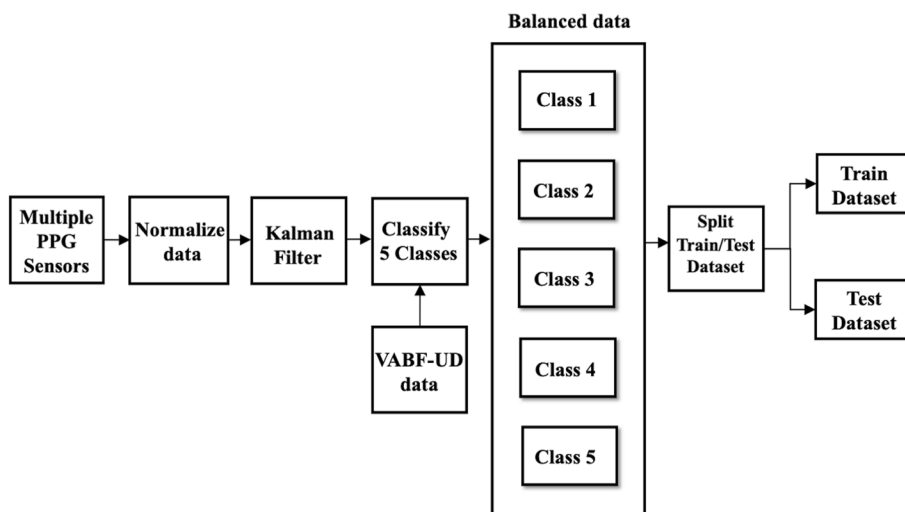 Balanced data
Multiple
PPG
Sensors
Normalize
data
Kalman
Filter
Classify
5 Classes
VABF-UD
data
Class 1
Class 2
Class 3
Class 4
Class 5
Split
Train/Test
Dataset
Train
Dataset
Test
Dataset